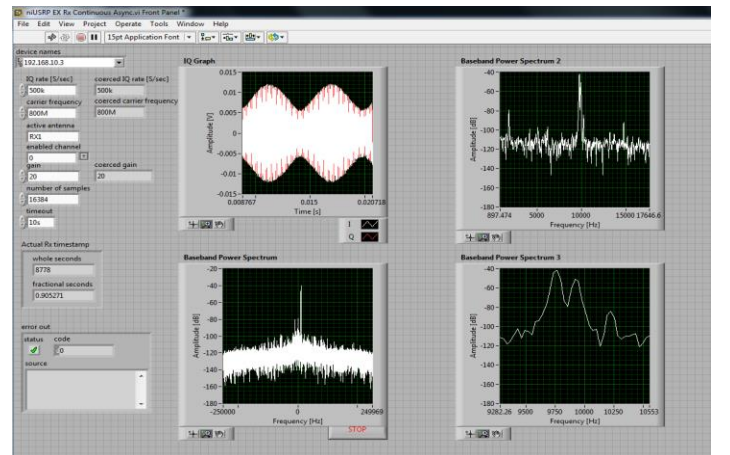 niUSRP EX Rx Continuous Async.vi Front Panel *
File Edit View Project Operate Tools Window Help
15pt Application Font
device names
192.168.10.3
IQ rate [S/sec]
coerced IQ rate [S/sec]
500k
500k
carrier frequency
coerced carrier frequency
800M
800M
active antenna
RX1
enabled channel
0
gain
coerced gain
20
20
number of samples
16384
timeout
10s
Actual Rx timestamp
whole seconds
8778
fractional seconds
0.905271
error out
status code
0
source
IQ Graph
Amplitude [V]
0.015
0.01
0.005
0
-0.005
-0.01
-0.015
0.008767 0.015 0.020718
Time [s]
I
Q
Baseband Power Spectrum 2
Amplitude [dB]
-40
-60
-80
-100
-120
-140
-160
-180
897.474 5000 10000 15000 17646.6
Frequency [Hz]
Baseband Power Spectrum
Amplitude [dB]
-20
-40
-60
-80
-100
-120
-140
-160
-180
-250000 0 249969
Frequency [Hz]
STOP
Baseband Power Spectrum 3
Amplitude [dB]
-40
-60
-80
-100
-120
-140
-160
-180
9282.26 9500 9750 10000 10250 10553
Frequency [Hz]